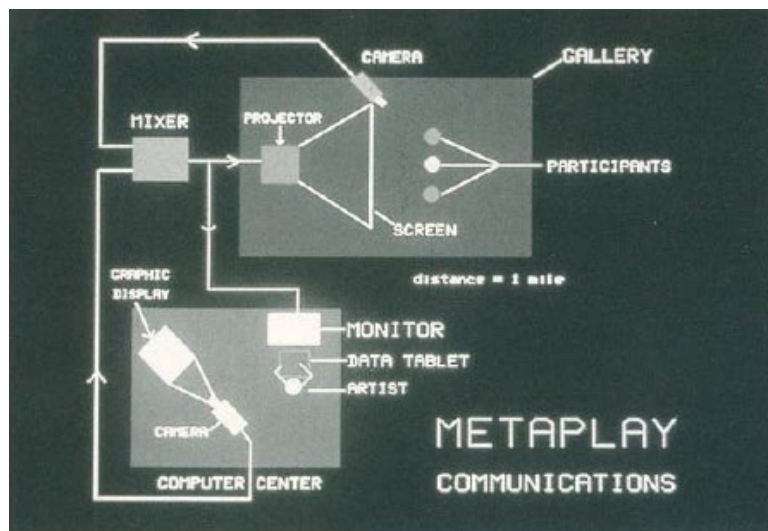 CAMERA
GALLERY
MIXER
PROJECTOR
PARTICIPANTS
SCREEN
GRAPHIC
DISPLAY
distance = 1 mile
MONITOR
DATA TABLET
ARTIST
CAMERA
METAPLAY
COMPUTER CENTER
COMMUNICATIONS